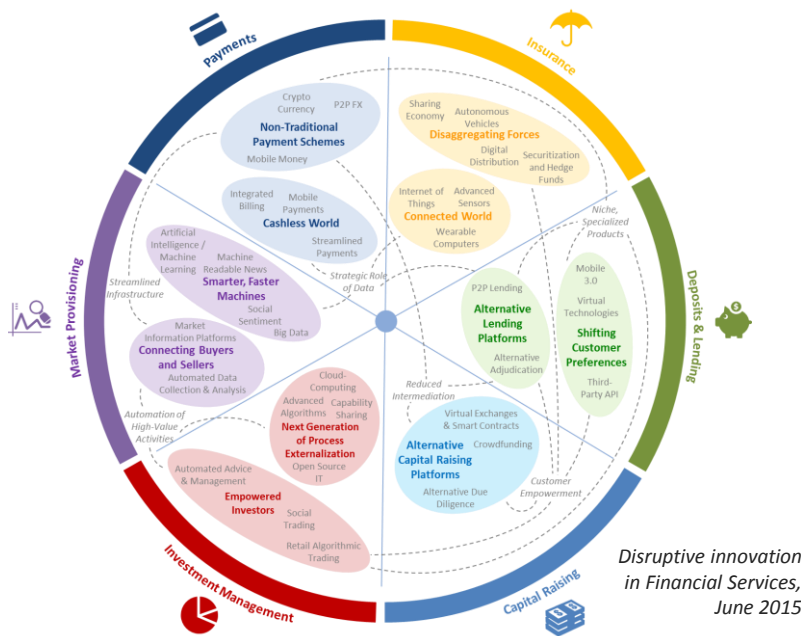 Payments
Insurance
Deposits & Lending
Capital Raising
Investment Management
Market Provisioning
Crypto
Currency
P2P FX
Non-Traditional
Payment Schemes
Mobile Money
Integrated
Billing
Mobile
Payments
Cashless World
Streamlined
Payments
Sharing
Economy
Autonomous
Vehicles
Disaggregating Forces
Digital
Distribution
Securitization
and Hedge
Funds
Internet of
Things
Advanced
Sensors
Connected World
Wearable
Computers
Niche,
Specialized
Products
Strategic Role
of Data
Streamlined
Infrastructure
Artificial
Intelligence /
Machine
Learning
Machine
Readable News
Smarter, Faster
Machines
Social
Sentiment
Big Data
Market
Information Platforms
Connecting Buyers
and Sellers
Automated Data
Collection & Analysis
Automation of
High-Value
Activities
P2P Lending
Alternative
Lending
Platforms
Alternative
Adjudication
Mobile
3.0
Virtual
Technologies
Shifting
Customer
Preferences
Third-
Party API
Reduced
Intermediation
Cloud-
Computing
Advanced
Algorithms
Capability
Sharing
Next Generation
of Process
Externalization
Open Source
IT
Automated Advice
& Management
Empowered
Investors
Social
Trading
Retail Algorithmic
Trading
Virtual Exchanges
& Smart Contracts
Alternative
Capital Raising
Platforms
Crowdfunding
Alternative Due
Diligence
Customer
Empowerment
Disruptive innovation
in Financial Services,
June 2015